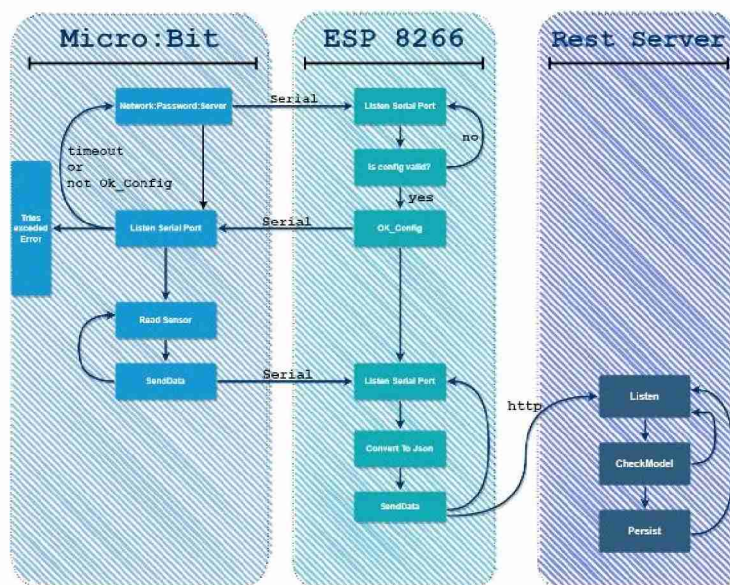 Micro:Bit
ESP 8266
Rest Server
Network:Password:Server
Serial
Listen Serial Port
no
timeout
or
not Ok_Config
Is config valid?
yes
Tries
exceded
Error
Listen Serial Port
Serial
OK_Config
Read Sensor
SendData
Serial
Listen Serial Port
http
Listen
Convert To Json
CheckModel
SendData
Persist